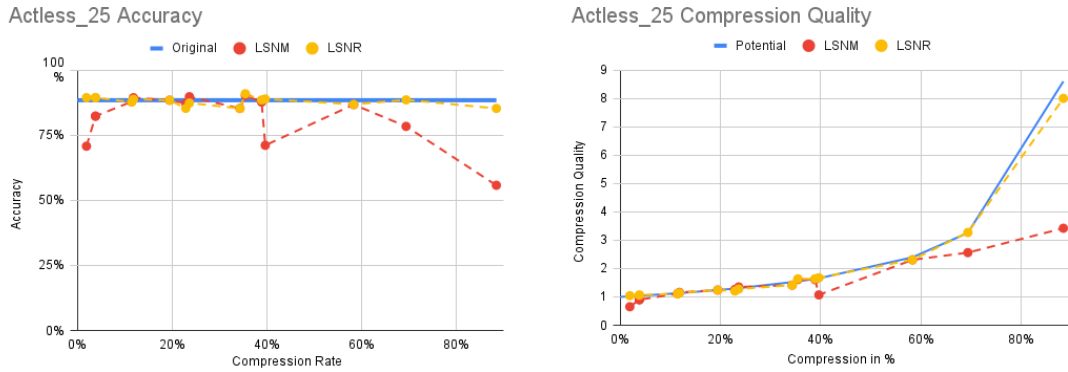 Actless_25 Accuracy
Original LSNM LSNR
100
%
75%
50%
25%
0%
Accuracy
0% 20% 40% 60% 80%
Compression Rate
Actless_25 Compression Quality
Potential LSNM LSNR
9
8
7
6
5
4
3
2
1
0
Compression Quality
0% 20% 40% 60% 80%
Compression in %